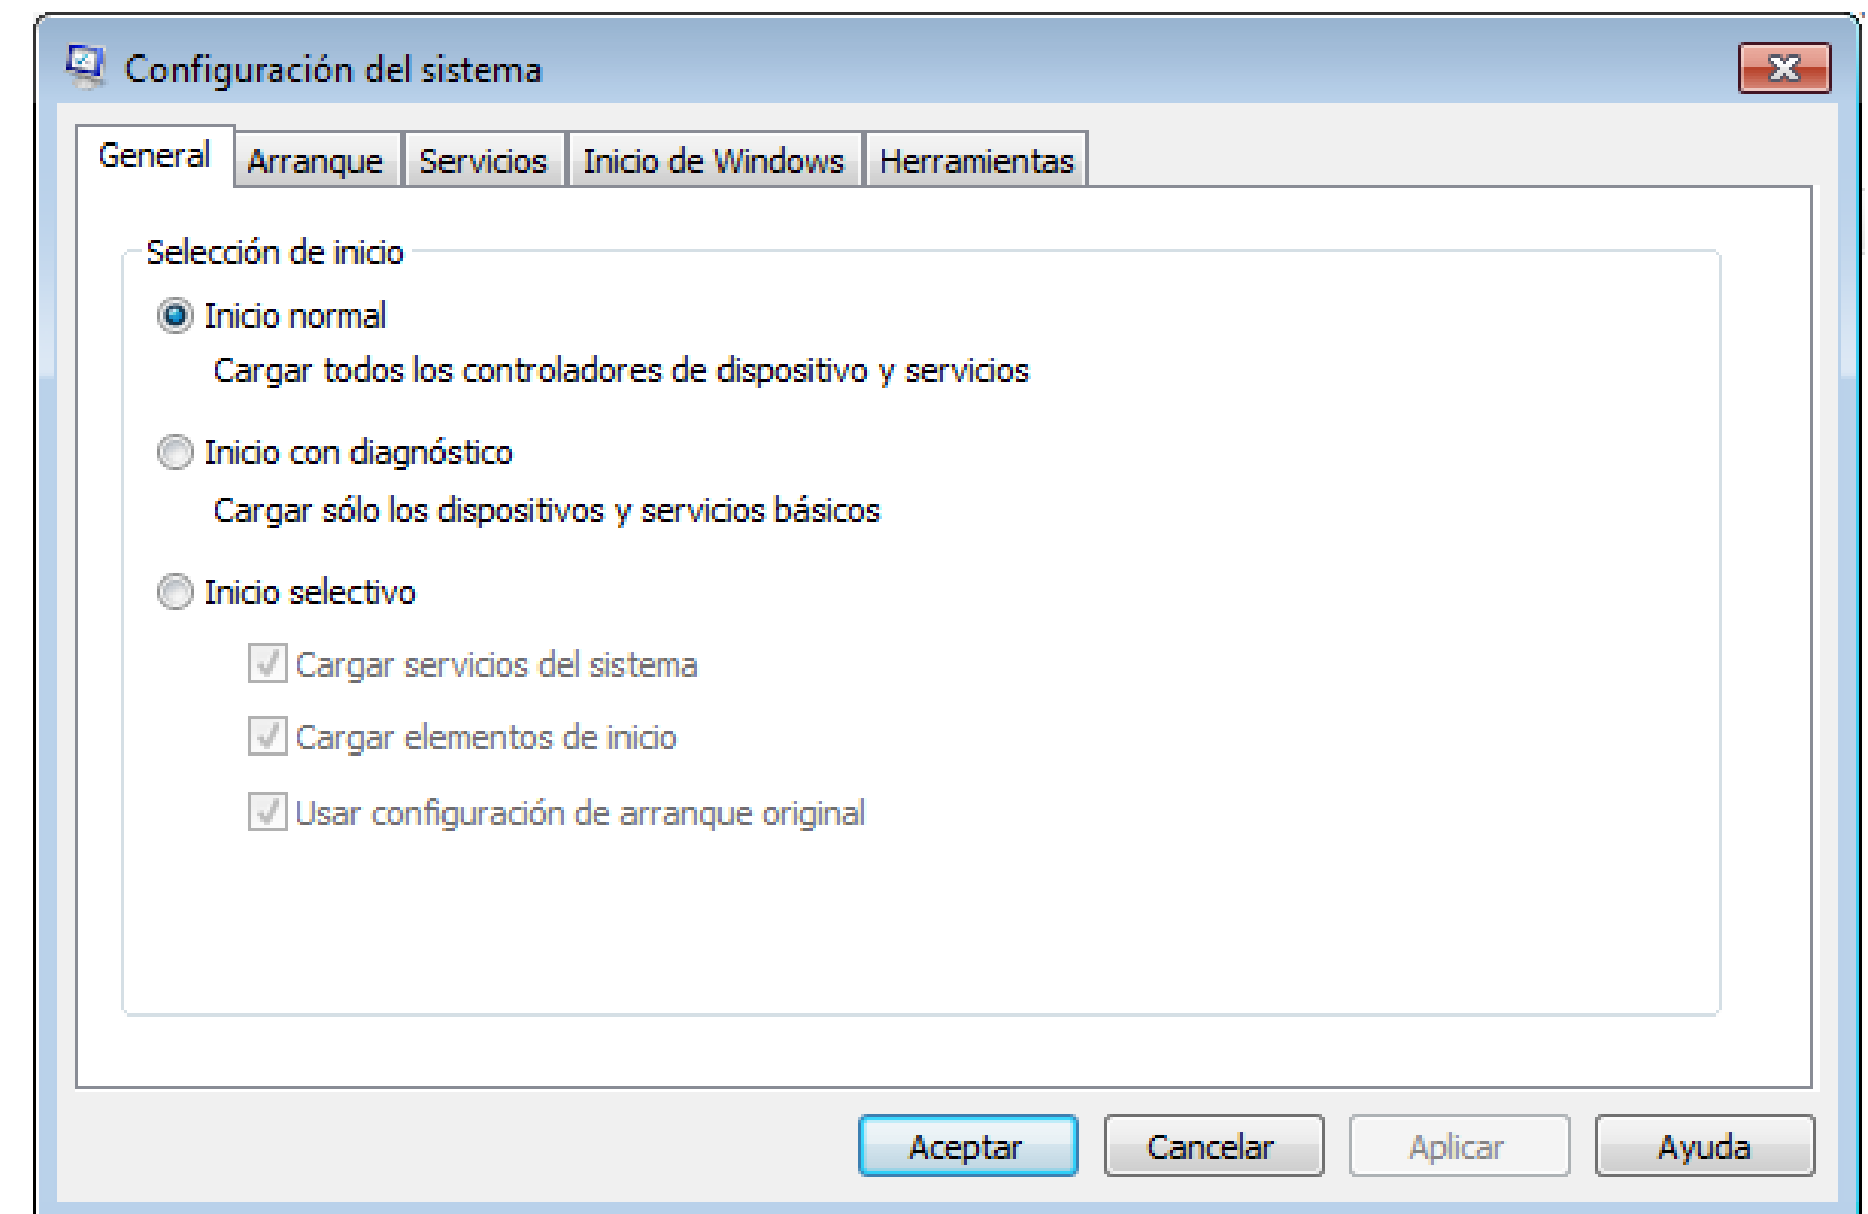 Configuración del sistema
General Arranque Servicios Inicio de Windows Herramientas
Selección de inicio
Inicio normal
Cargar todos los controladores de dispositivo y servicios
Inicio con diagnóstico
Cargar sólo los dispositivos y servicios básicos
Inicio selectivo
Cargar servicios del sistema
Cargar elementos de inicio
Usar configuración de arranque original
Aceptar Cancelar Aplicar Ayuda